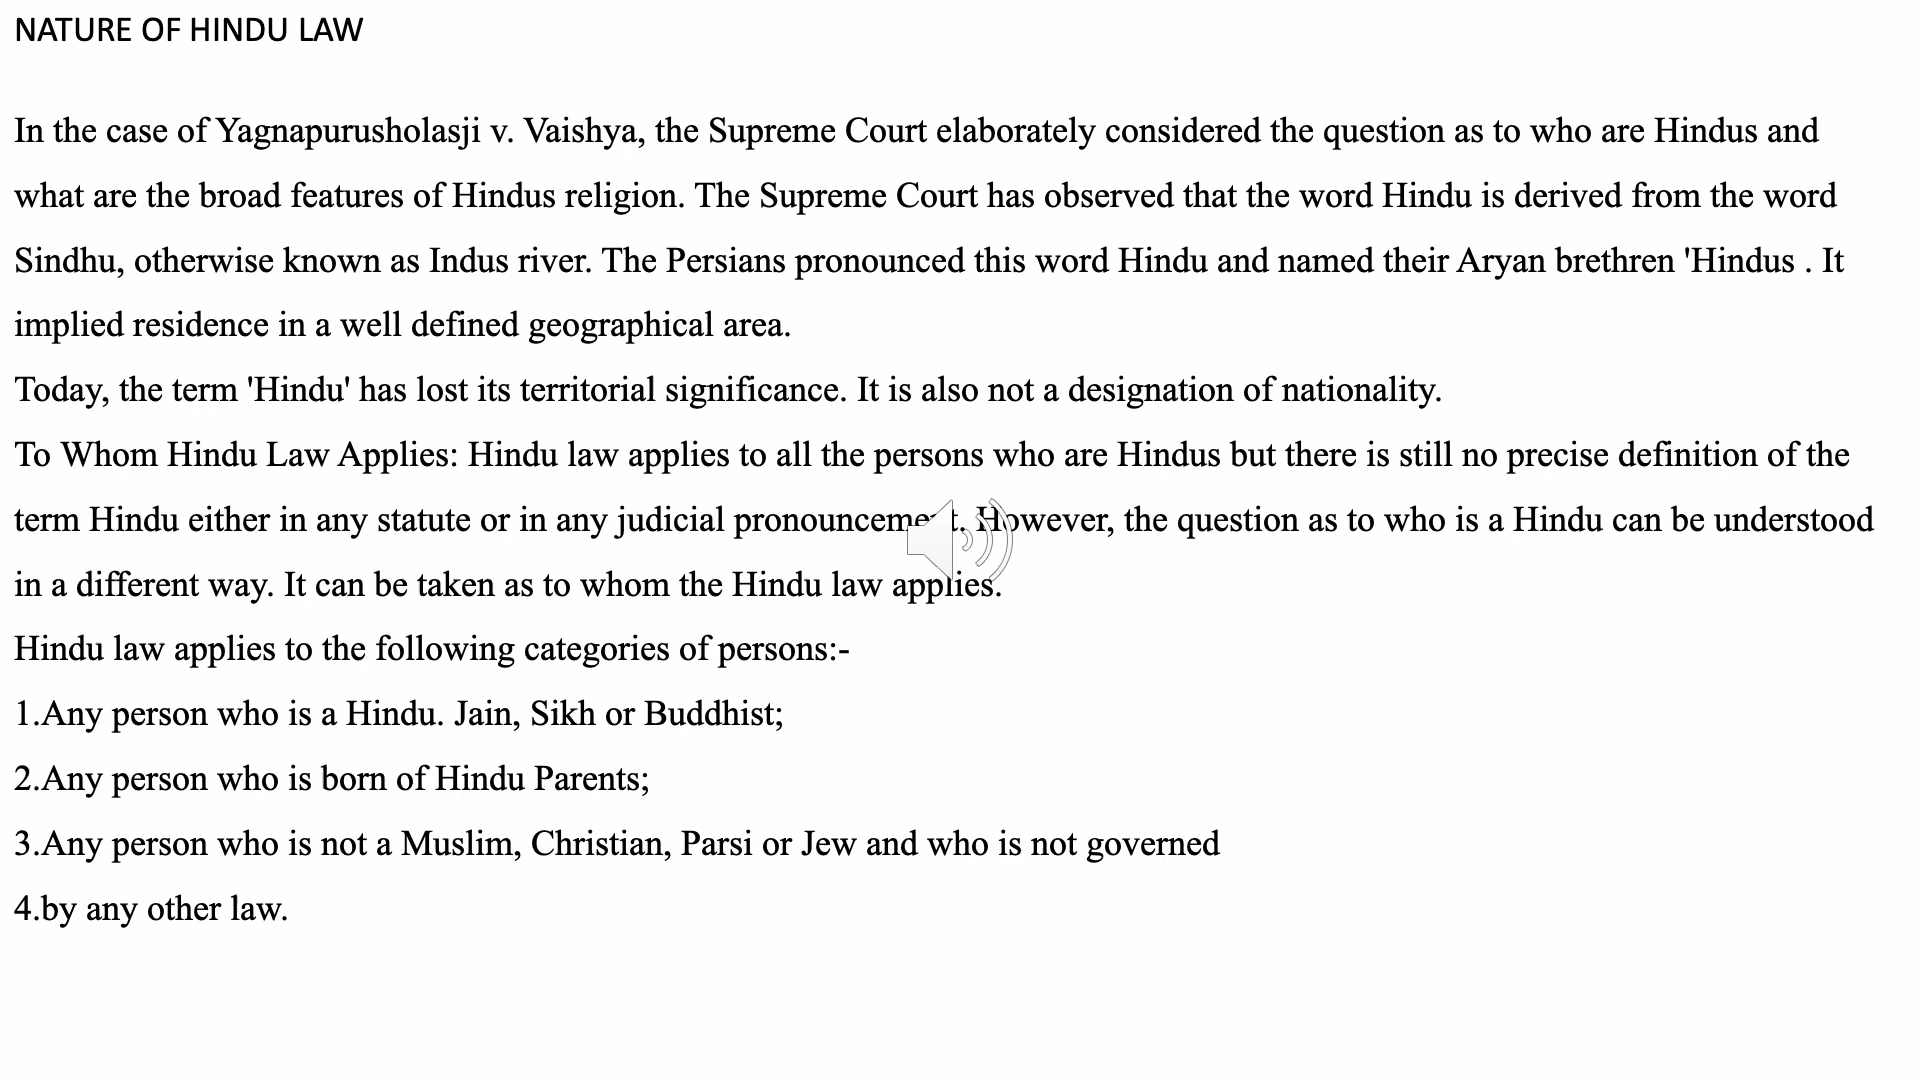 NATURE OF HINDU LAW
In the case of Yagnapurusholasji v. Vaishya, the Supreme Court elaborately considered the question as to who are Hindus and
what are the broad features of Hindus religion. The Supreme Court has observed that the word Hindu is derived from the word
Sindhu, otherwise known as Indus river. The Persians pronounced this word Hindu and named their Aryan brethren 'Hindus . It
implied residence in a well defined geographical area.
Today, the term 'Hindu' has lost its territorial significance. It is also not a designation of nationality.
To Whom Hindu Law Applies: Hindu law applies to all the persons who are Hindus but there is still no precise definition of the
term Hindu either in any statute or in any judicial pronouncement. However, the question as to who is a Hindu can be understood
in a different way. It can be taken as to whom the Hindu law applies.
Hindu law applies to the following categories of persons:-
1.Any person who is a Hindu. Jain, Sikh or Buddhist;
2.Any person who is born of Hindu Parents;
3.Any person who is not a Muslim, Christian, Parsi or Jew and who is not governed
4.by any other law.